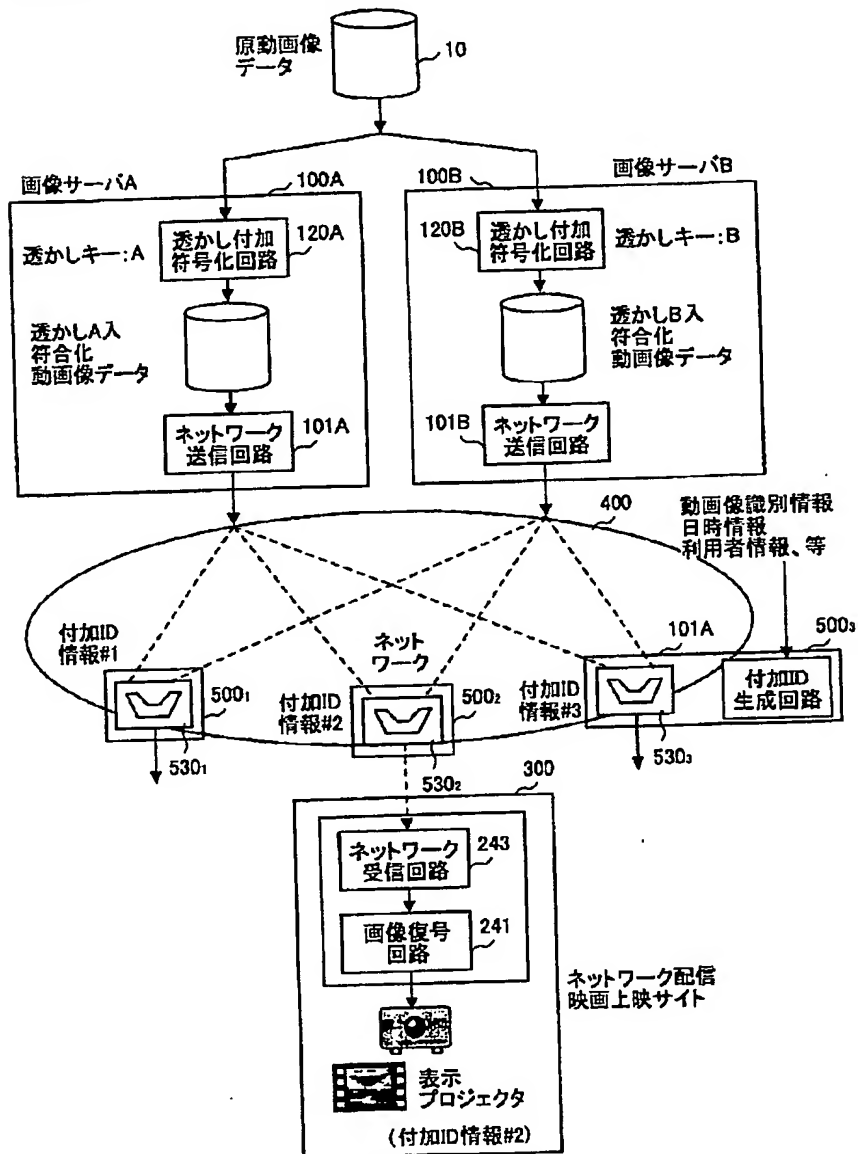 原動画像
データ
10
画像サーバA
100A
透かしキー:A
透かし付加
符号化回路
120A
透かしA入
符合化
動画像データ
ネットワーク
送信回路
101A
画像サーバB
100B
透かし付加
符号化回路
120B
透かしキー:B
透かしB入
符合化
動画像データ
ネットワーク
送信回路
101B
400
動画像識別情報
日時情報
利用者情報、等
付加ID
情報#1
500₁
530₁
ネット
ワーク
付加ID
情報#2
500₂
530₂
付加ID
情報#3
101A
530₃
500₃
付加ID
生成回路
300
ネットワーク
受信回路
243
画像復号
回路
241
ネットワーク配信
映画上映サイト
表示
プロジェクタ
(付加ID情報#2)